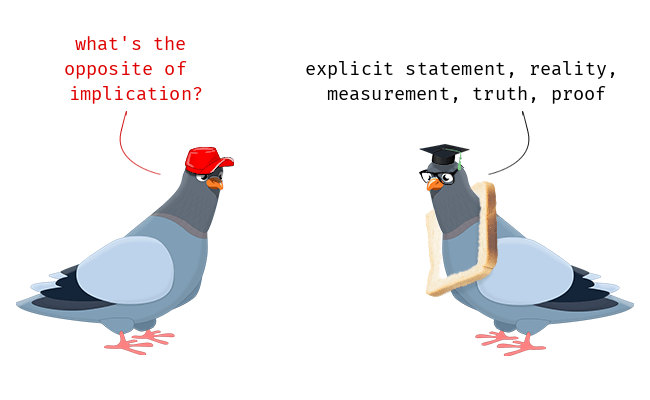 what's the
opposite of
implication?
explicit statement, reality,
measurement, truth, proof